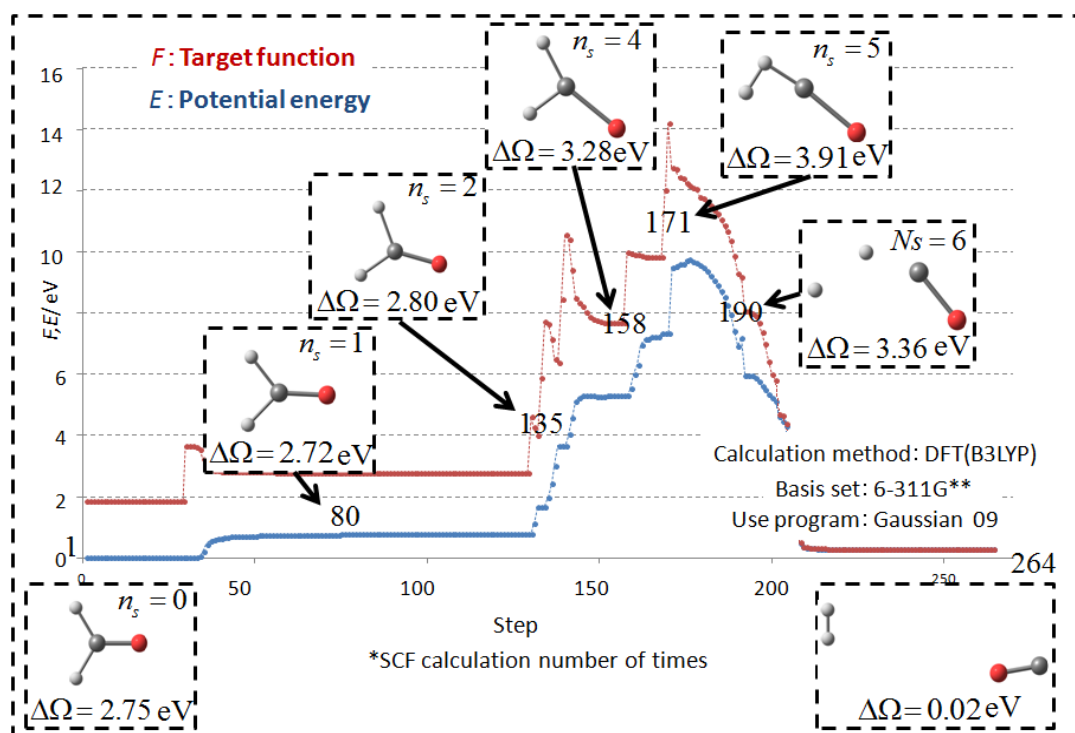 F: Target function
E: Potential energy
F,E/ eV
16
14
12
10
8
6
4
2
0
0
50
100
150
200
250
Step
*SCF calculation number of times
n_s = 4
ΔΩ = 3.28 eV
n_s = 5
ΔΩ = 3.91 eV
n_s = 2
ΔΩ = 2.80 eV
Ns = 6
ΔΩ = 3.36 eV
n_s = 1
ΔΩ = 2.72 eV
171
158
190
135
80
1
264
Calculation method: DFT(B3LYP)
Basis set: 6-311G**
Use program: Gaussian 09
n_s = 0
ΔΩ = 2.75 eV
ΔΩ = 0.02 eV